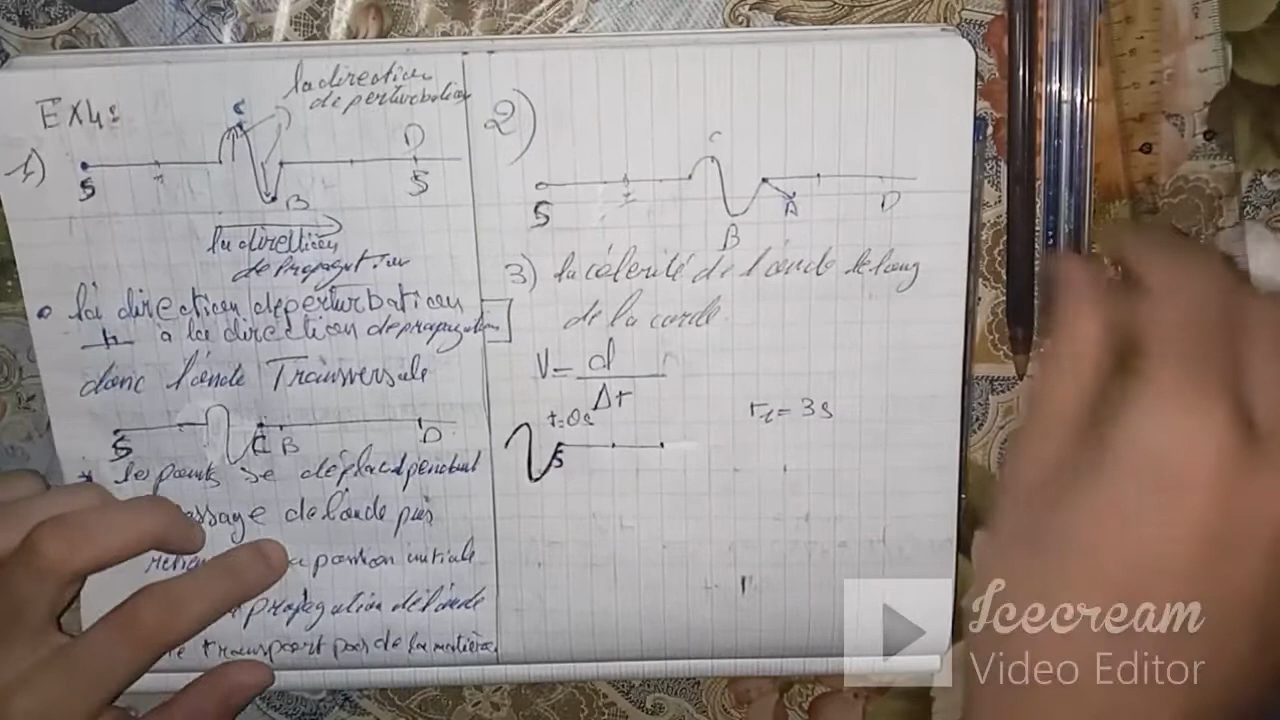 EX4:
la direction
de perturbation
1)
C
D
S
S
B
la direction
de Propagation
• la direction de perturbation
à la direction de propagation
donc l'onde Transversale
S
C
B
D
* les points se déplacent pendant
passage de l'onde puis
a position initiale
propagation de l'onde
ne transport pas de la matière
2)
C
S
A
D
B
3) la célérité de l'onde le long
de la corde.
V = d
Δt
t=0s
= 3s
S
Icecream
Video Editor